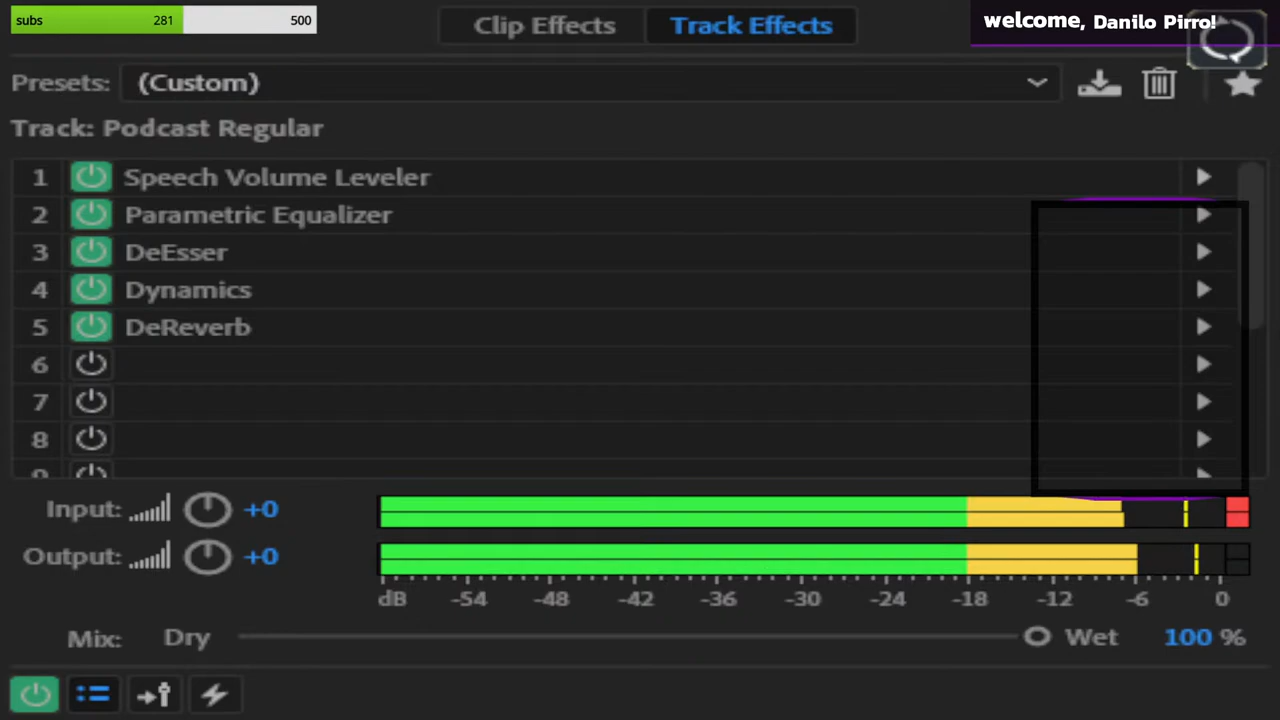 subs 281 500
Clip Effects Track Effects
welcome, Danilo Pirro!
Presets: (Custom)
Track: Podcast Regular
1 Speech Volume Leveler
2 Parametric Equalizer
3 DeEsser
4 Dynamics
5 DeReverb
6
7
8
9
Input: +0
Output: +0
dB -54 -48 -42 -36 -30 -24 -18 -12 -6 0
Mix: Dry Wet 100 %